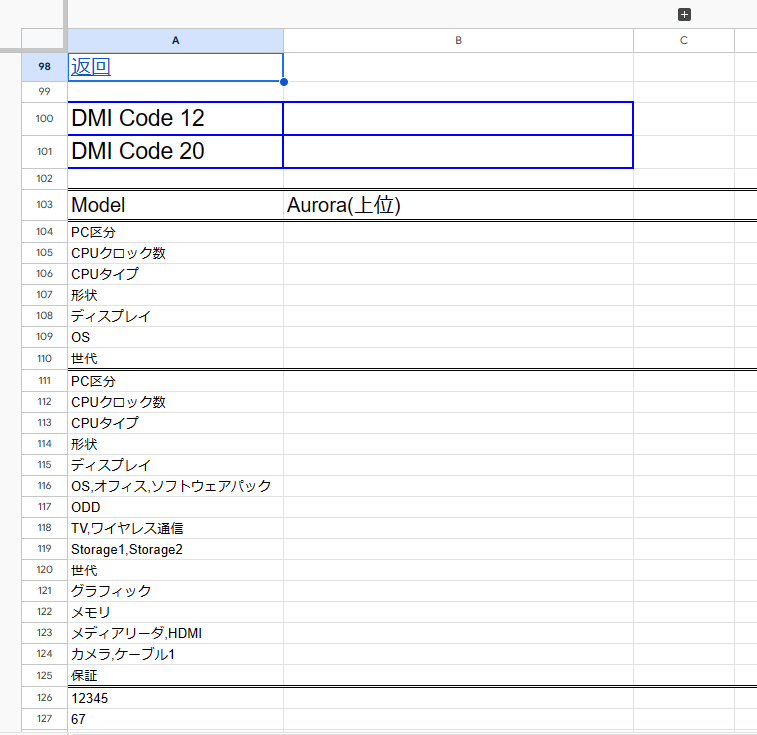 A B C
98 返回
99
100 DMI Code 12
101 DMI Code 20
102
103 Model Aurora(上位)
104 PC区分
105 CPUクロック数
106 CPUタイプ
107 形状
108 ディスプレイ
109 OS
110 世代
111 PC区分
112 CPUクロック数
113 CPUタイプ
114 形状
115 ディスプレイ
116 OS,オフィス,ソフトウェアパック
117 ODD
118 TV,ワイヤレス通信
119 Storage1,Storage2
120 世代
121 グラフィック
122 メモリ
123 メディアリーダ,HDMI
124 カメラ,ケーブル1
125 保証
126 12345
127 67